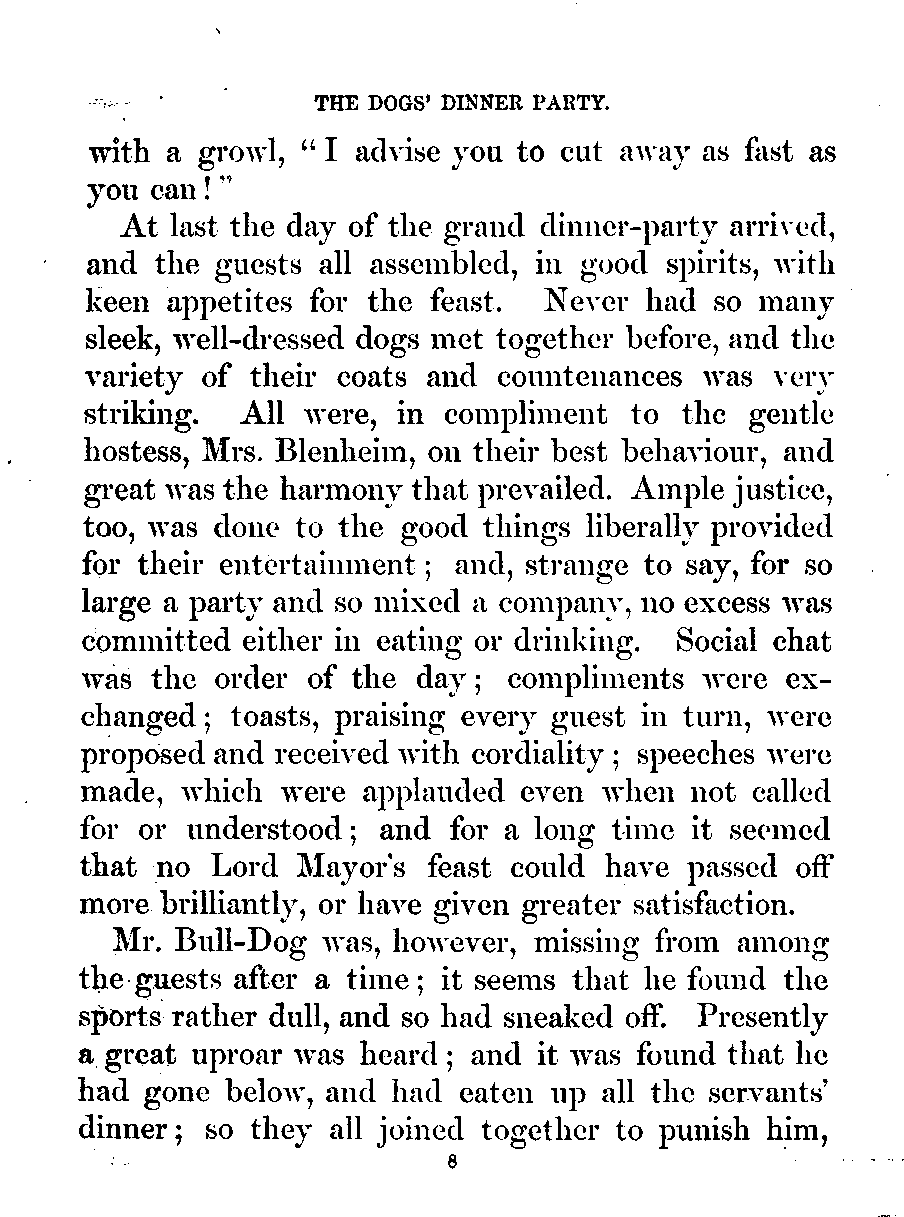 THE DOGS' DINNER PARTY.
with a growl, "I advise you to cut away as fast as
you can!"
At last the day of the grand dinner-party arrived,
and the guests all assembled, in good spirits, with
keen appetites for the feast. Never had so many
sleek, well-dressed dogs met together before, and the
variety of their coats and countenances was very
striking. All were, in compliment to the gentle
hostess, Mrs. Blenheim, on their best behaviour, and
great was the harmony that prevailed. Ample justice,
too, was done to the good things liberally provided
for their entertainment; and, strange to say, for so
large a party and so mixed a company, no excess was
committed either in eating or drinking. Social chat
was the order of the day; compliments were ex-
changed; toasts, praising every guest in turn, were
proposed and received with cordiality; speeches were
made, which were applauded even when not called
for or understood; and for a long time it seemed
that no Lord Mayor's feast could have passed off
more brilliantly, or have given greater satisfaction.
Mr. Bull-Dog was, however, missing from among
the guests after a time; it seems that he found the
sports rather dull, and so had sneaked off. Presently
a great uproar was heard; and it was found that he
had gone below, and had eaten up all the servants'
dinner; so they all joined together to punish him,
8